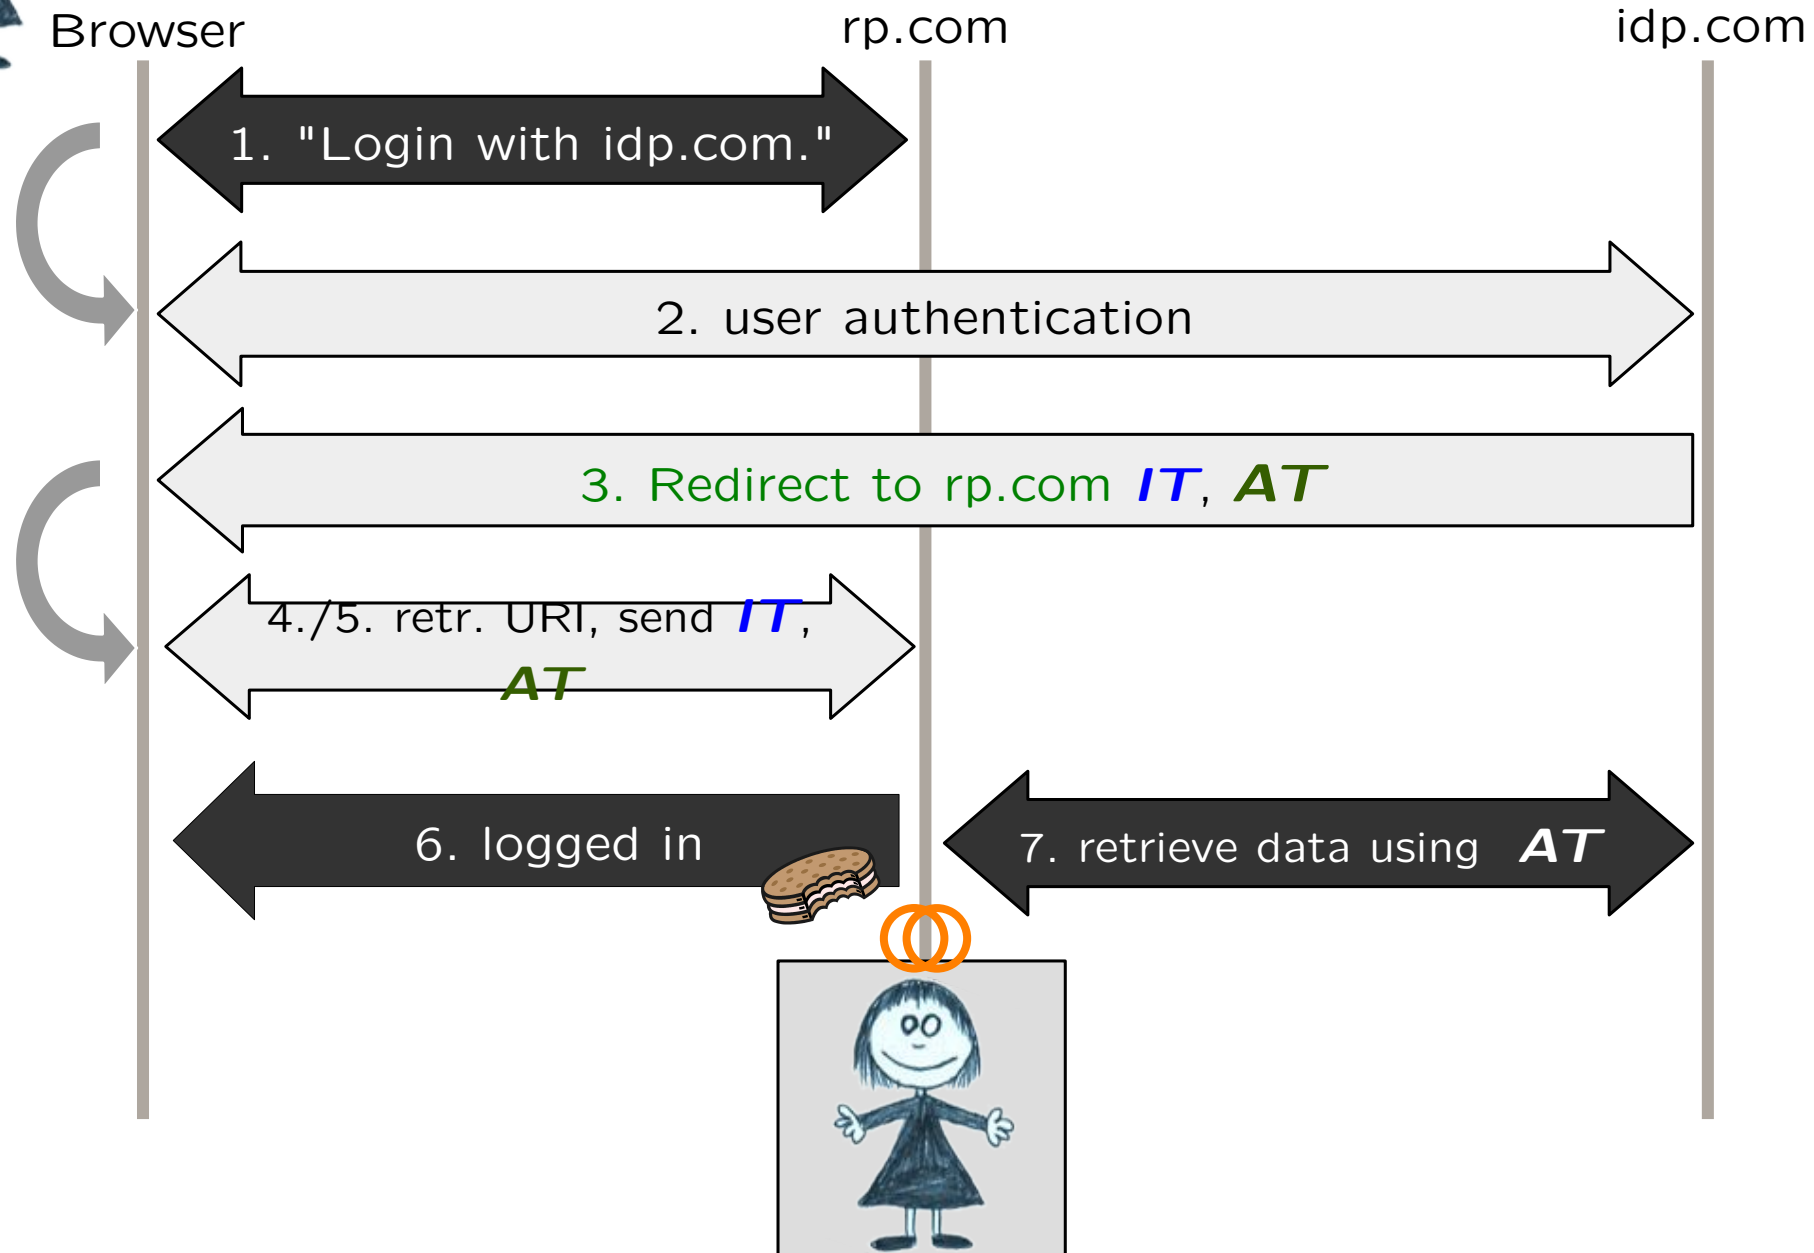 Browser
rp.com
idp.com
1. "Login with idp.com."
2. user authentication
3. Redirect to rp.com IT, AT
4./5. retr. URI, send IT,
AT
6. logged in
7. retrieve data using AT